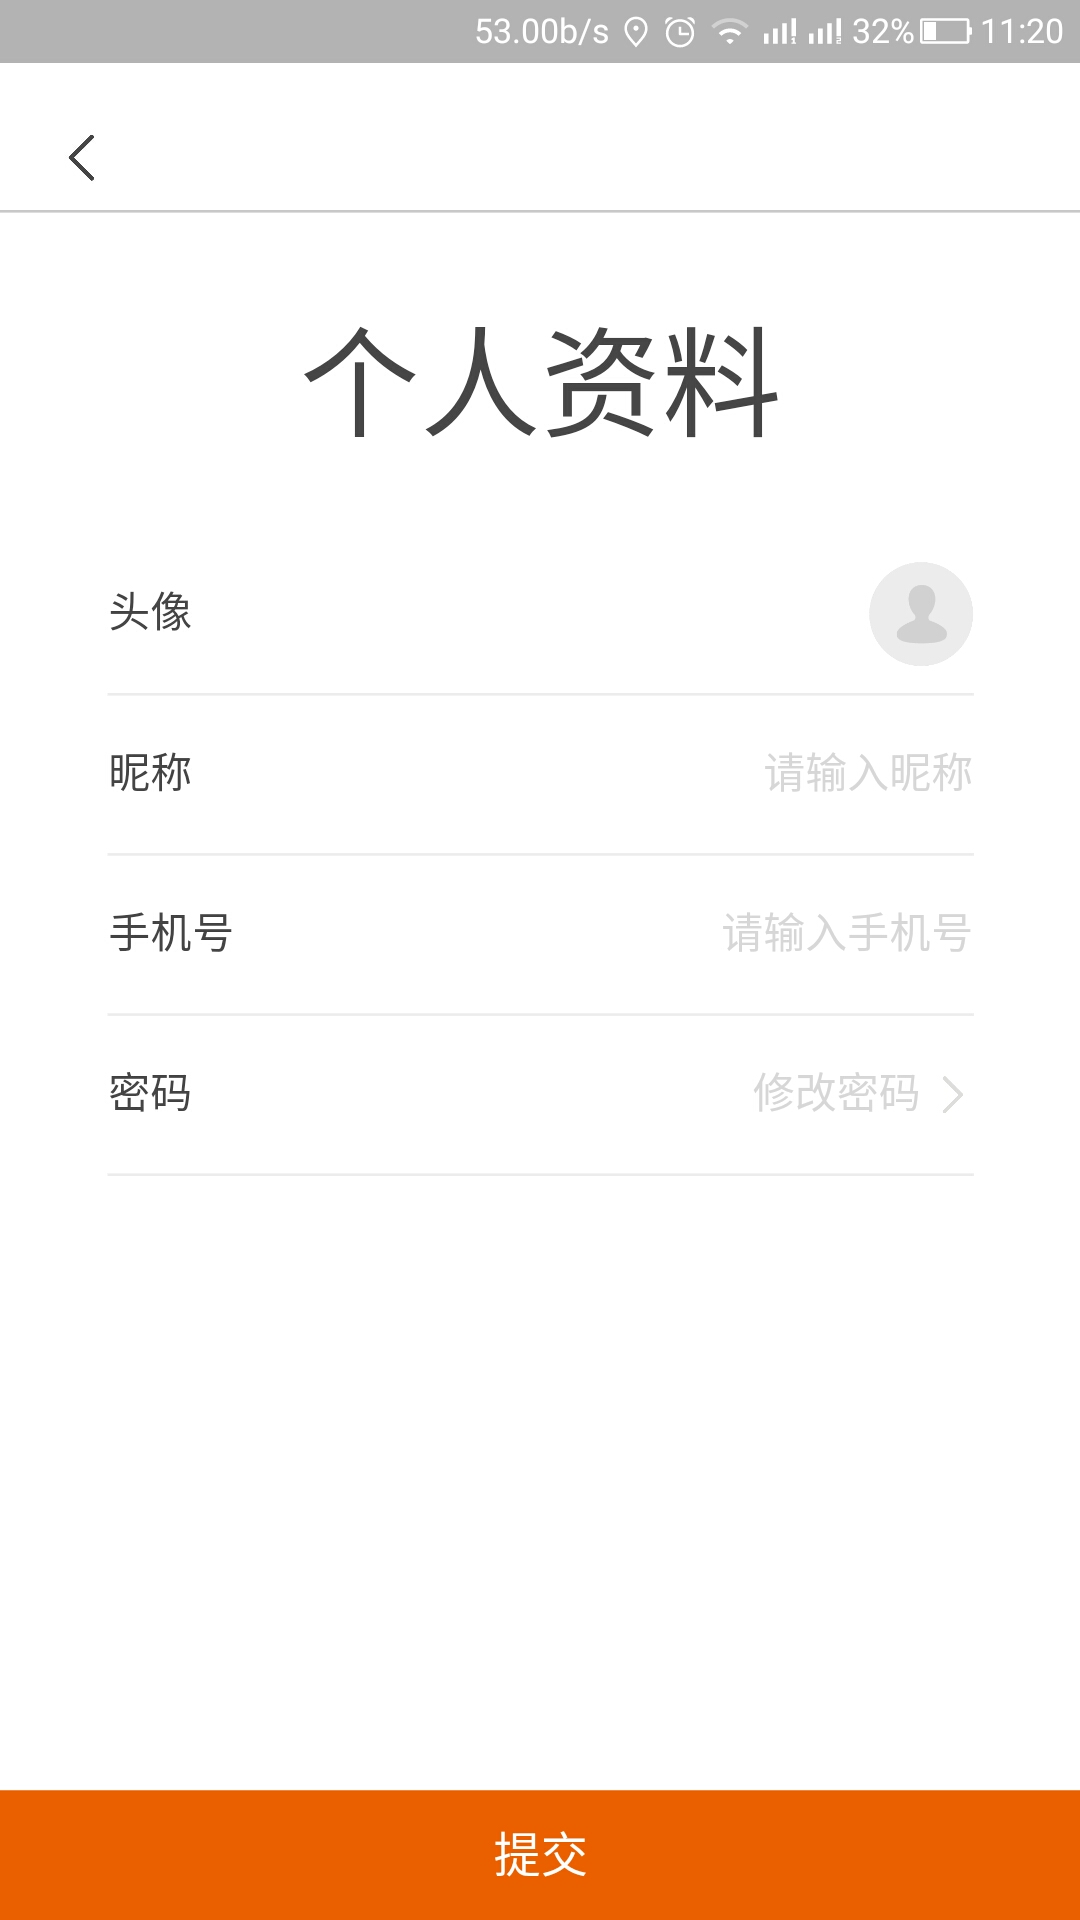 53.00b/s 32% 11:20
个人资料
头像
昵称 请输入昵称
手机号 请输入手机号
密码 修改密码
提交